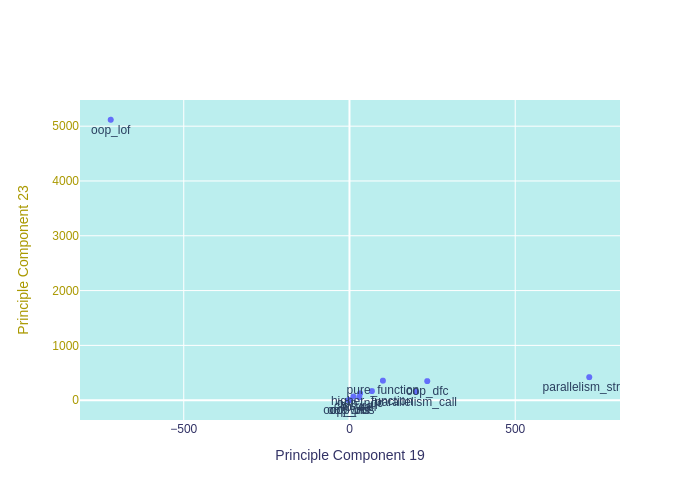 5000
oop_lof
4000
3000
2000
1000
0
pure_function
oop_dfc
parallelism_str
higher_function
parallelism_call
−500
0
500
Principle Component 19
Principle Component 23